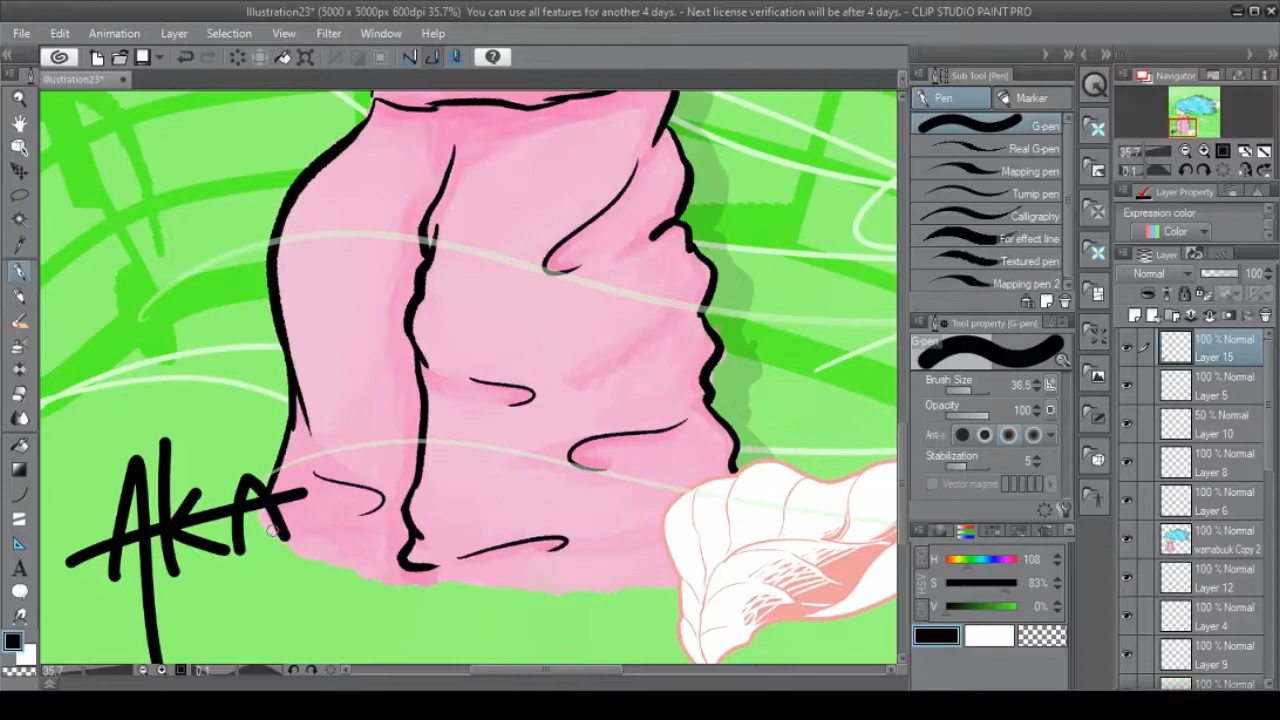 Illustration23* (5000 x 5000px 600dpi 35.7%)  You can use all features for another 4 days. - Next license verification will be after 4 days. - CLIP STUDIO PAINT PRO
File Edit Animation Layer Selection View Filter Window Help
Illustration23*
Sub Tool [Pen]
Navigator
Pen Marker
G-pen
Real G-pen
Mapping pen
Turnip pen
Calligraphy
For effect line
Textured pen
Mapping pen 2
35.7
0.1
Layer Property
Expression color
Color
Layer
Normal 100
Tool property [G-pen]
G-pen
Brush Size 36.5
Opacity 100
Anti-
Stabilization 5
Vector magnet
H 108
S 83%
V 0%
100 % Normal
Layer 15
100 % Normal
Layer 5
50 % Normal
Layer 10
100 % Normal
Layer 8
100 % Normal
Layer 6
100 % Normal
wamabuuk Copy 2
100 % Normal
Layer 12
100 % Normal
Layer 4
100 % Normal
Layer 9
100 % Normal
AKA
35.7 0.1